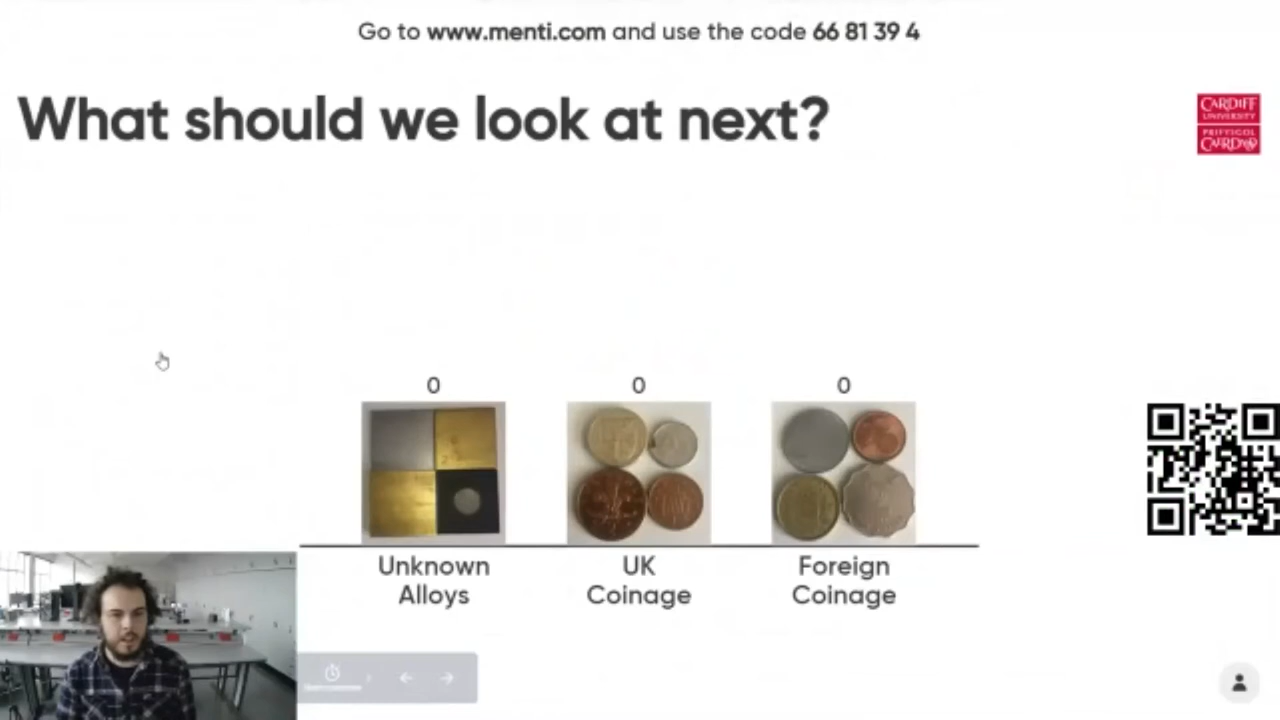 Go to www.menti.com and use the code 66 81 39 4
What should we look at next?
CARDIFF
UNIVERSITY
PRIFYSGOL
CAERDYDD
0
0
0
Unknown
Alloys
UK
Coinage
Foreign
Coinage